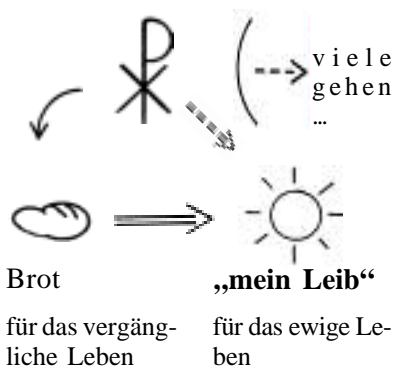 viele
gehen
...
Brot
„mein Leib“
für das vergäng-
liche Leben
für das ewige Le-
ben